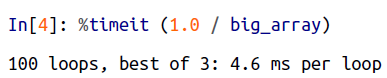 In[4]: %timeit (1.0 / big_array)
100 loops, best of 3: 4.6 ms per loop